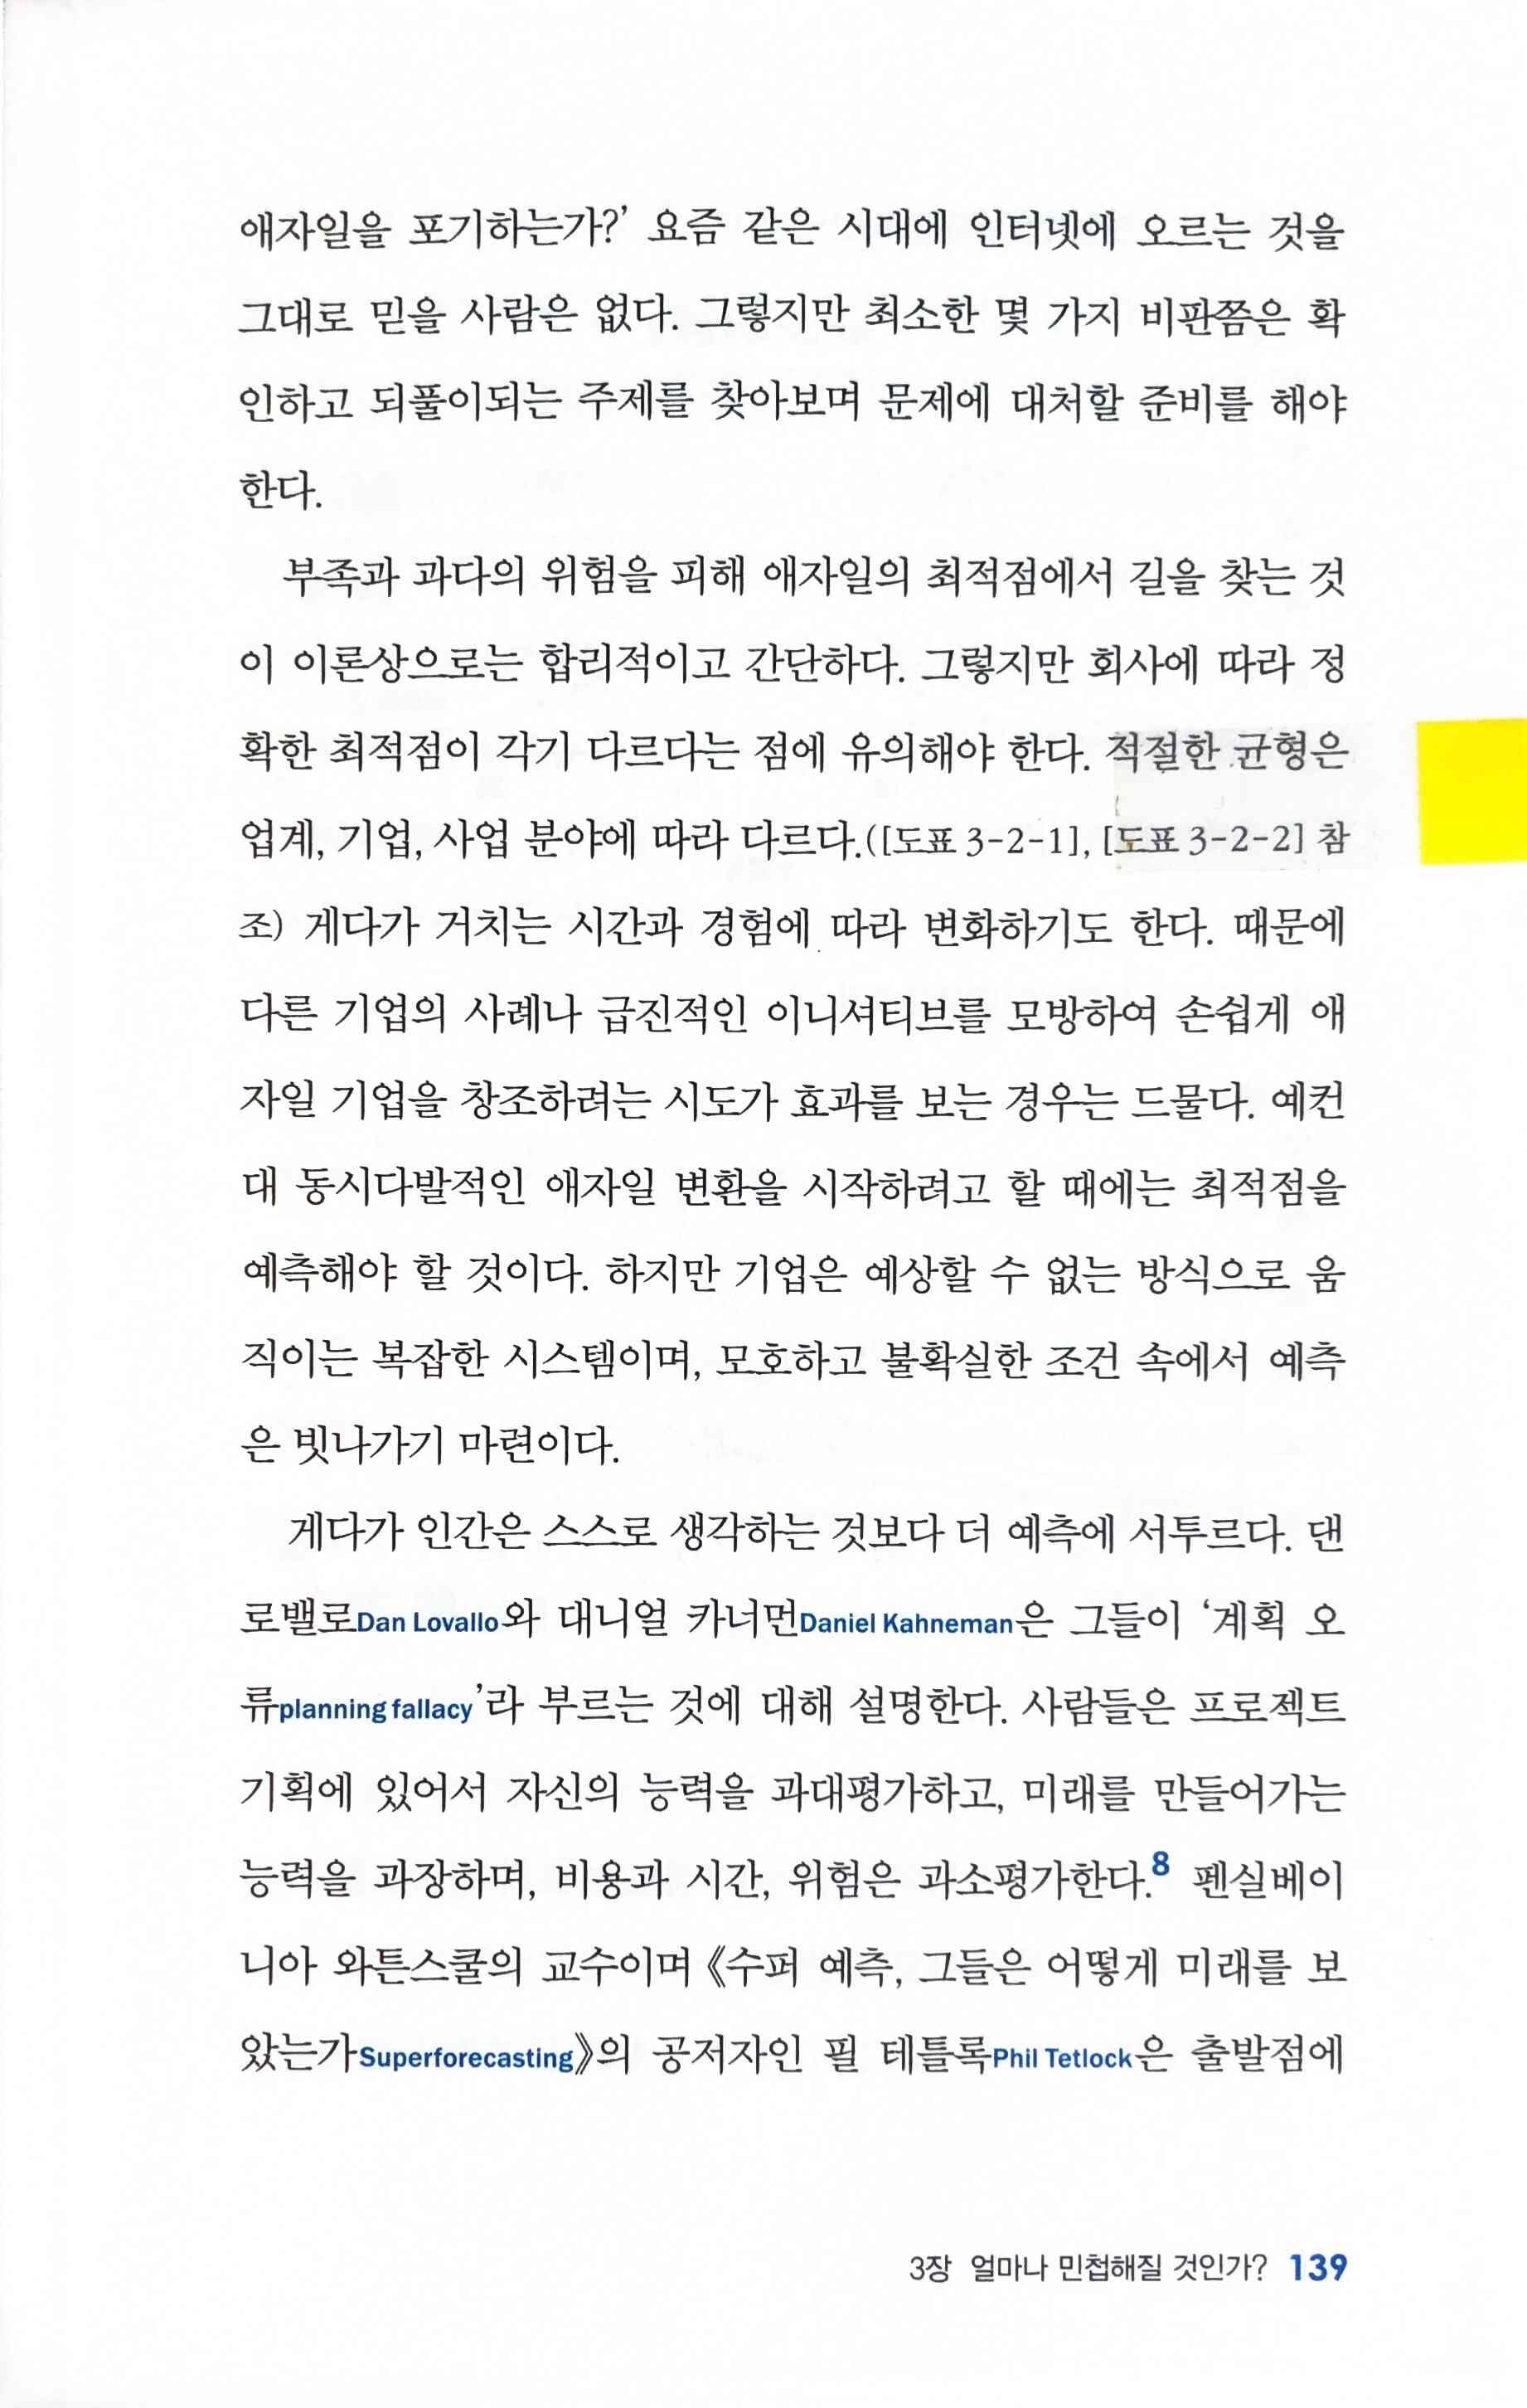 애자일을 포기하는가?’ 요즘 같은 시대에 인터넷에 오르는 것을
그대로 믿을 사람은 없다. 그렇지만 최소한 몇 가지 비판쯤은 확
인하고 되풀이되는 주제를 찾아보며 문제에 대처할 준비를 해야
한다.
부족과 과다의 위험을 피해 애자일의 최적점에서 길을 찾는 것
이 이론상으로는 합리적이고 간단하다. 그렇지만 회사에 따라 정
확한 최적점이 각기 다르다는 점에 유의해야 한다. 적절한 균형은
업계, 기업, 사업 분야에 따라 다르다.([도표 3-2-1], [도표 3-2-2] 참
조) 게다가 거치는 시간과 경험에 따라 변화하기도 한다. 때문에
다른 기업의 사례나 급진적인 이니셔티브를 모방하여 손쉽게 애
자일 기업을 창조하려는 시도가 효과를 보는 경우는 드물다. 예컨
대 동시다발적인 애자일 변환을 시작하려고 할 때에는 최적점을
예측해야 할 것이다. 하지만 기업은 예상할 수 없는 방식으로 움
직이는 복잡한 시스템이며, 모호하고 불확실한 조건 속에서 예측
은 빗나가기 마련이다.
게다가 인간은 스스로 생각하는 것보다 더 예측에 서투르다. 댄
로밸로Dan Lovallo와 대니얼 카너먼Daniel Kahneman은 그들이 ‘계획 오
류planning fallacy’라 부르는 것에 대해 설명한다. 사람들은 프로젝트
기획에 있어서 자신의 능력을 과대평가하고, 미래를 만들어가는
능력을 과장하며, 비용과 시간, 위험은 과소평가한다.8 펜실베이
니아 와튼스쿨의 교수이며 《수퍼 예측, 그들은 어떻게 미래를 보
았는가Superforecasting》의 공저자인 필 테틀록Phil Tetlock은 출발점에
3장 얼마나 민첩해질 것인가? 139